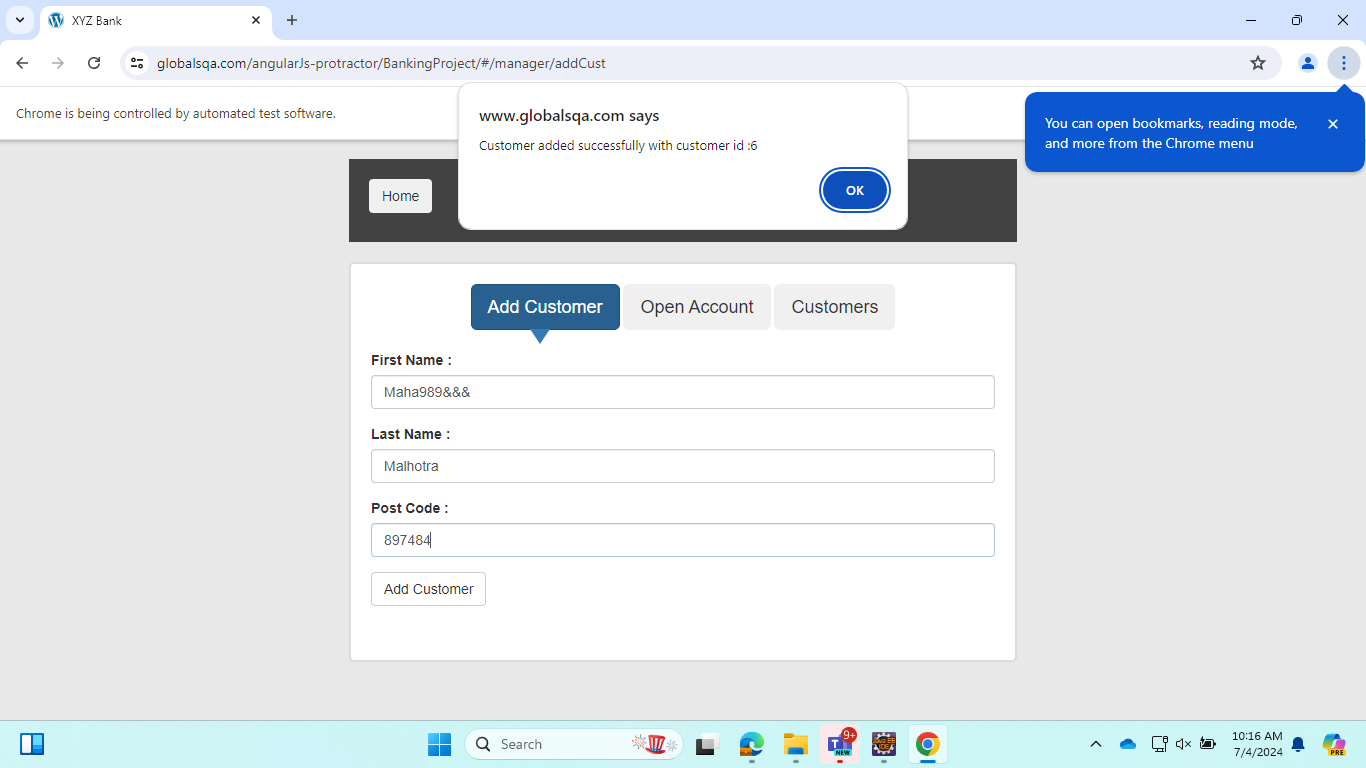 XYZ Bank
globalsqa.com/angularJs-protractor/BankingProject/#/manager/addCust
Chrome is being controlled by automated test software.
www.globalsqa.com says
Customer added successfully with customer id :6
OK
You can open bookmarks, reading mode,
and more from the Chrome menu
Home
Add Customer
Open Account
Customers
First Name :
Maha989&&&
Last Name :
Malhotra
Post Code :
897484
Add Customer
Search
9+
NEW
Java EE
IDE
10:16 AM
7/4/2024
PRE